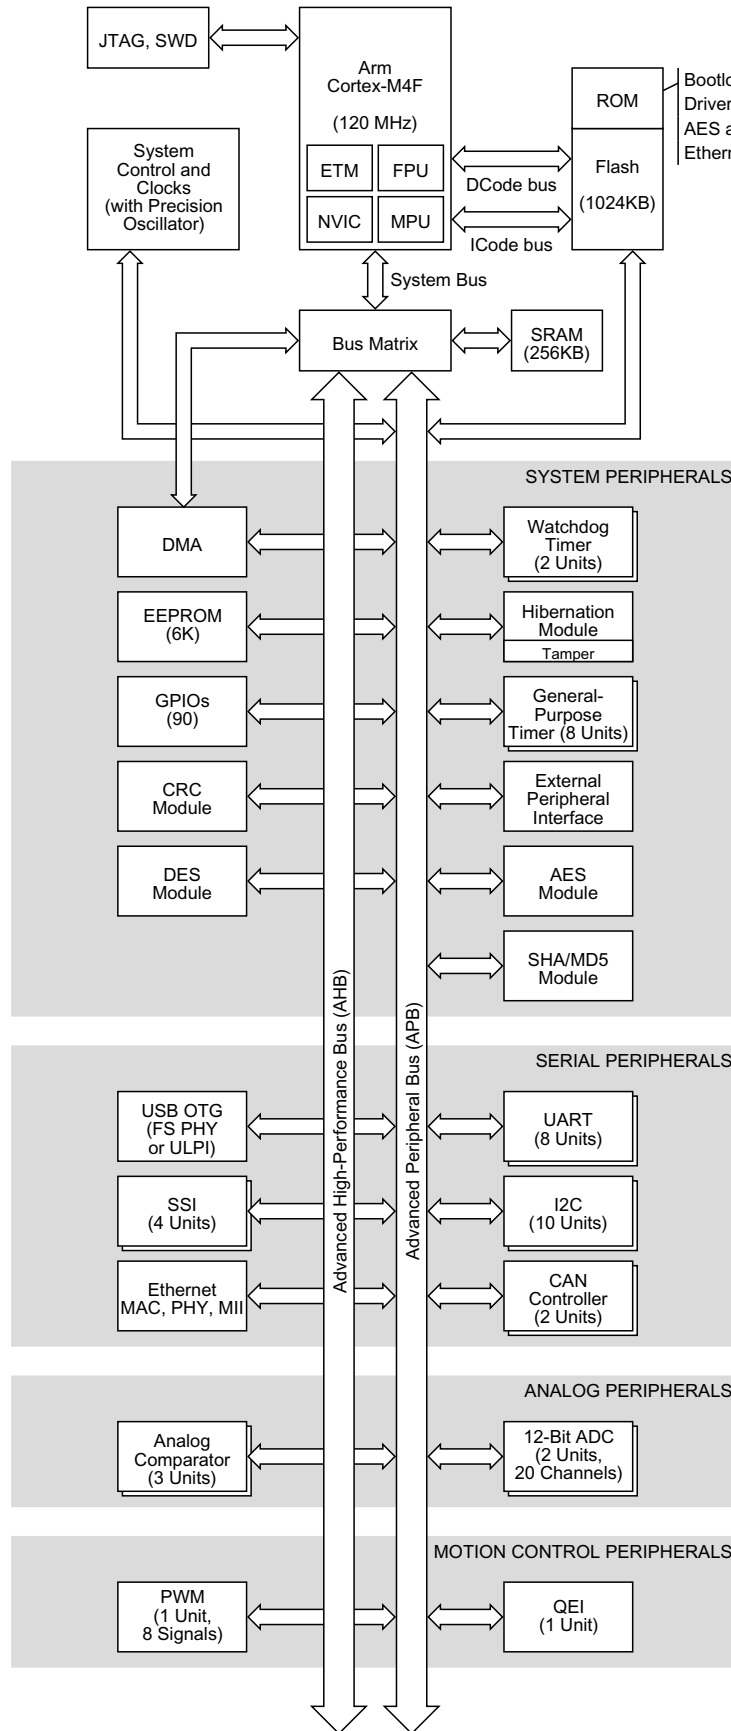 JTAG, SWD
Arm
Cortex-M4F
(120 MHz)
ETM
FPU
NVIC
MPU
ROM
Flash
(1024KB)
Driver
AES a
DCode bus
ICode bus
System
Control and
Clocks
(with Precision
Oscillator)
System Bus
Bus Matrix
SRAM
(256KB)
SYSTEM PERIPHERALS
DMA
Watchdog
Timer
(2 Units)
EEPROM
(6K)
Hibernation
Module
Tamper
GPIOs
(90)
General-
Purpose
Timer (8 Units)
CRC
Module
External
Peripheral
Interface
DES
Module
AES
Module
SHA/MD5
Module
Advanced High-Performance Bus (AHB)
Advanced Peripheral Bus (APB)
SERIAL PERIPHERALS
USB OTG
(FS PHY
or ULPI)
UART
(8 Units)
SSI
(4 Units)
I2C
(10 Units)
Ethernet
MAC, PHY, MII
CAN
Controller
(2 Units)
ANALOG PERIPHERALS
Analog
Comparator
(3 Units)
12-Bit ADC
(2 Units,
20 Channels)
MOTION CONTROL PERIPHERALS
PWM
(1 Unit,
8 Signals)
QEI
(1 Unit)